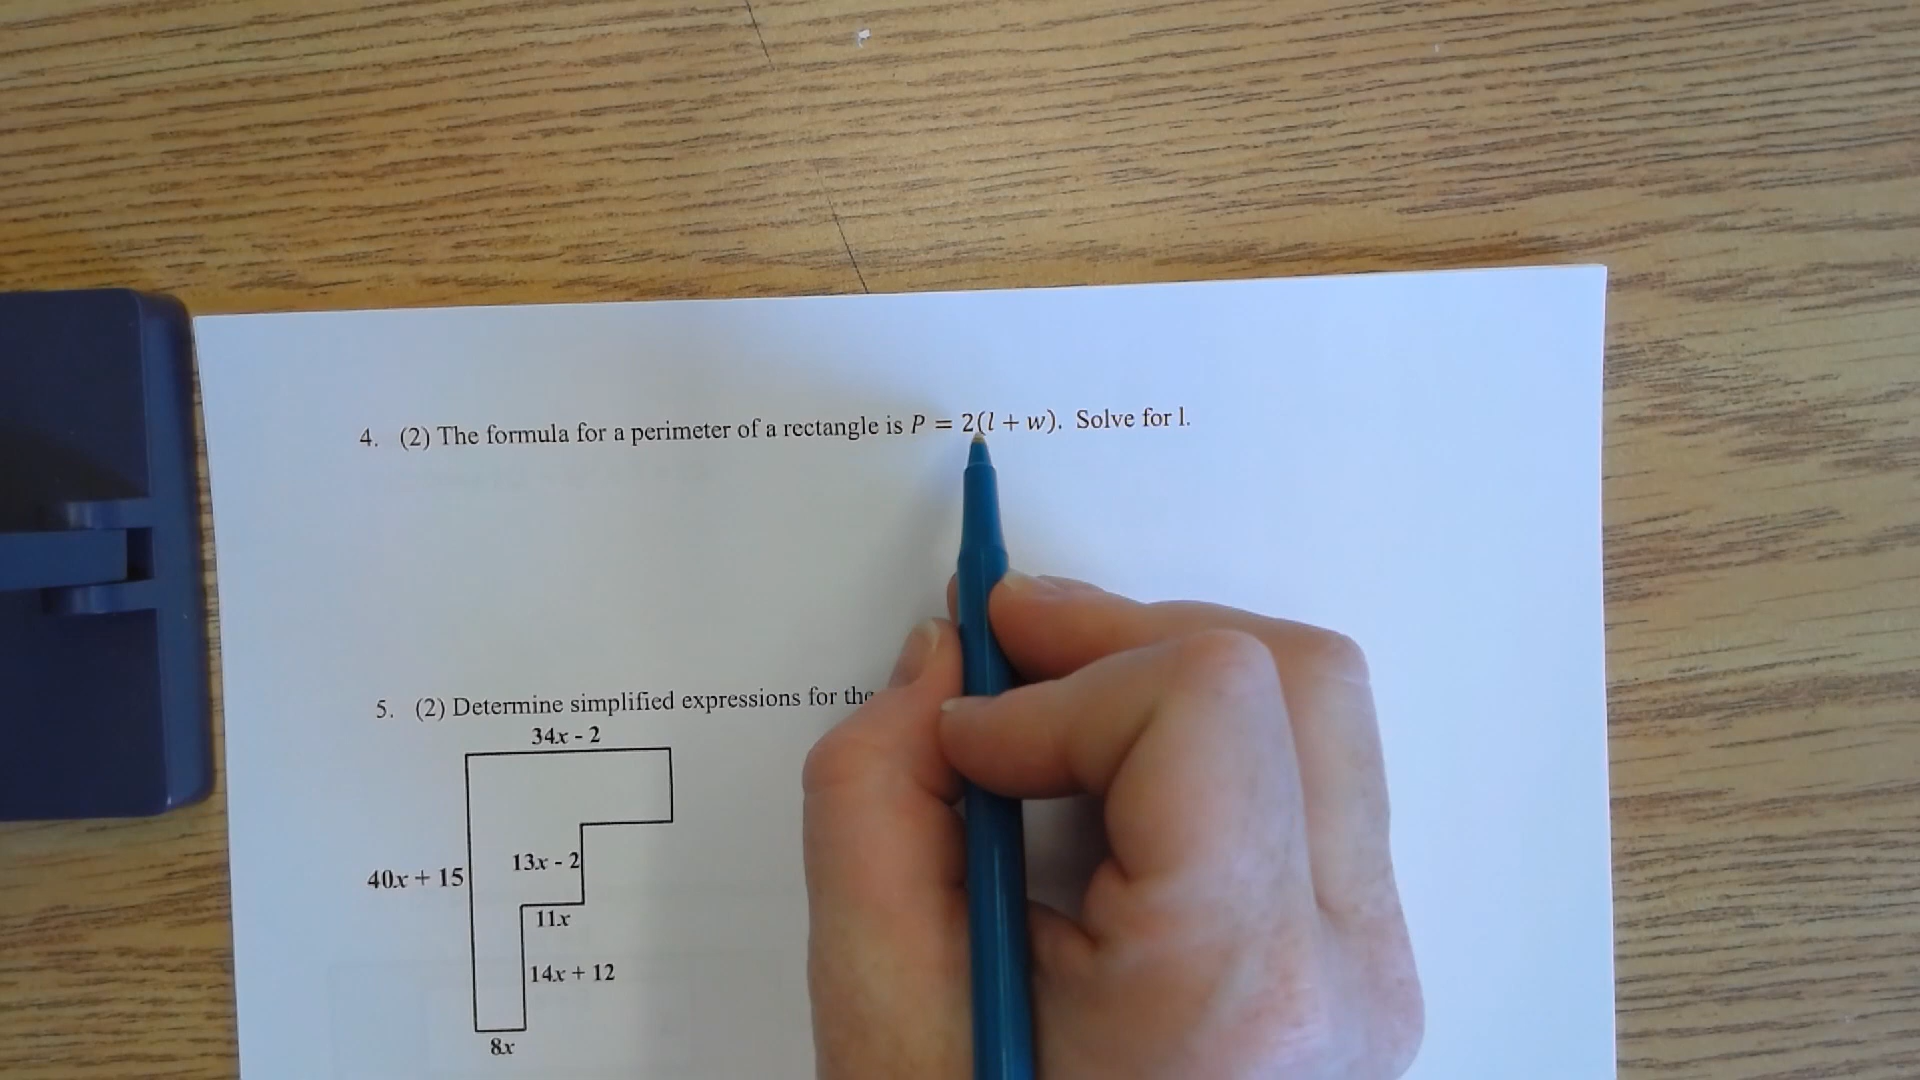 4. (2) The formula for a perimeter of a rectangle is P = 2(l + w). Solve for l.
5. (2) Determine simplified expressions for the
34x - 2
13x - 2
40x + 15
11x
14x + 12
8x